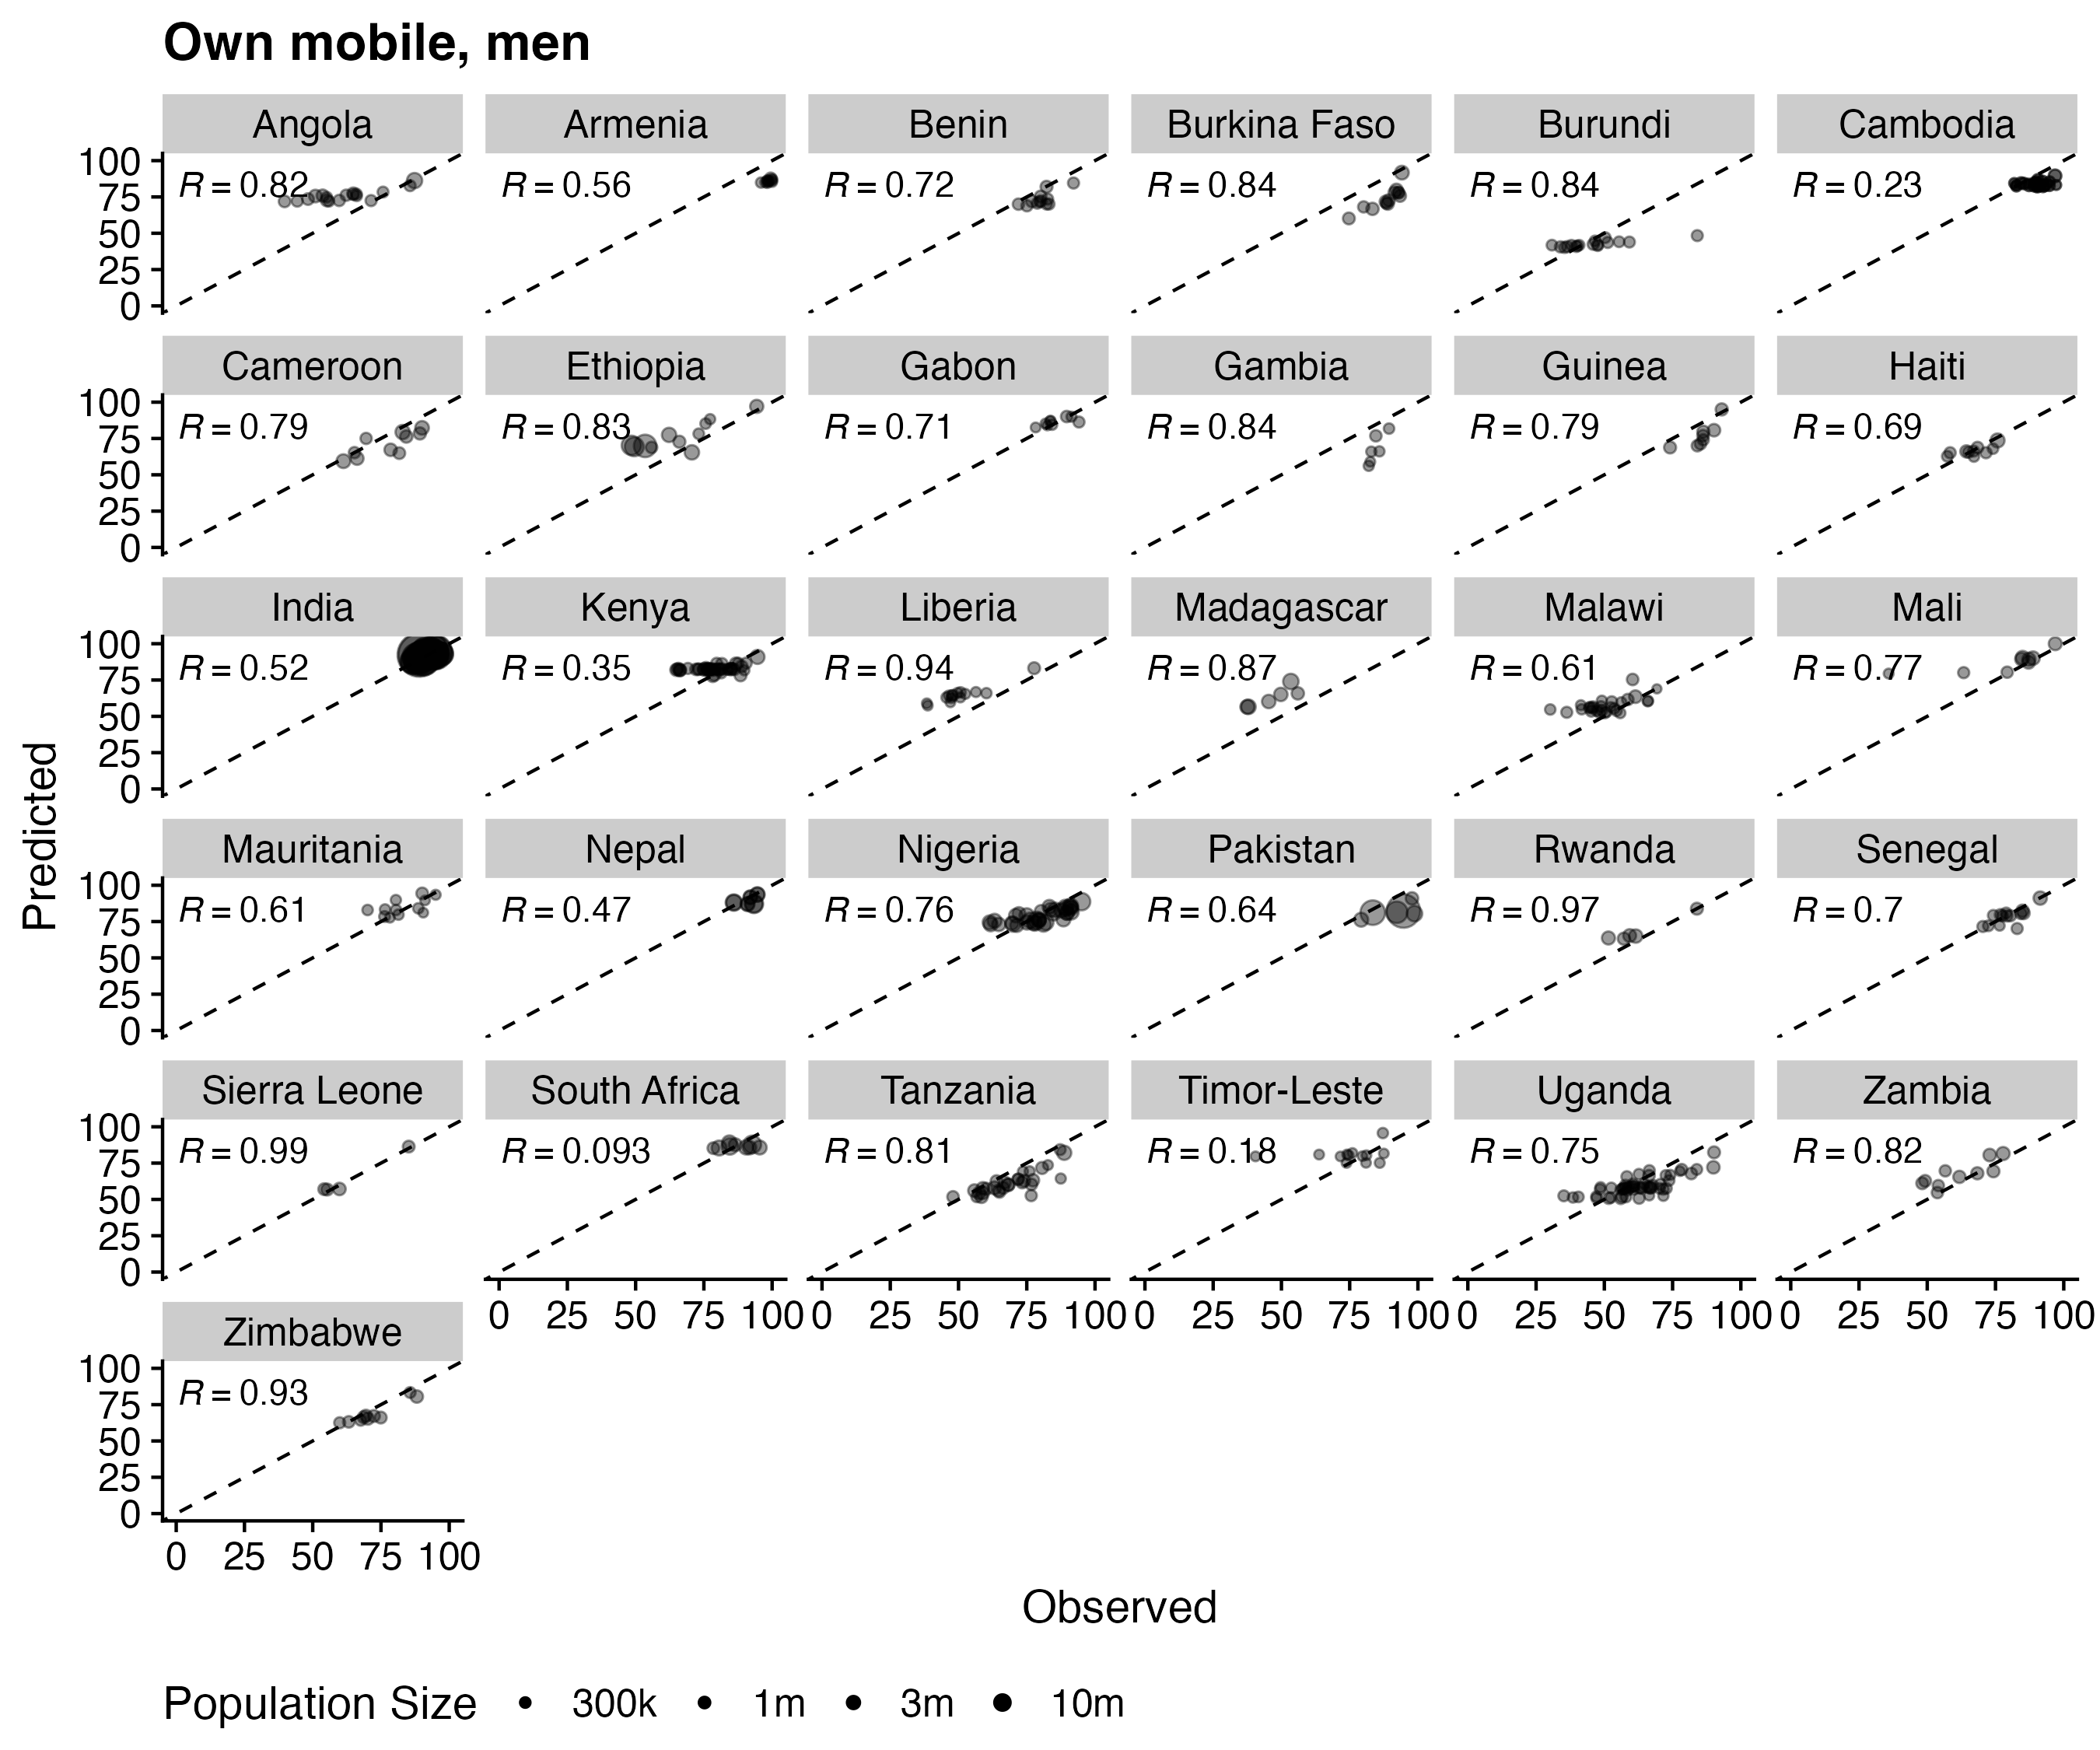 Own mobile, men
Angola Armenia Benin Burkina Faso Burundi Cambodia
100 75 50 25 0
R = 0.82 R = 0.56 R = 0.72 R = 0.84 R = 0.84 R = 0.23
Cameroon Ethiopia Gabon Gambia Guinea Haiti
100 75 50 25 0
R = 0.79 R = 0.83 R = 0.71 R = 0.84 R = 0.79 R = 0.69
India Kenya Liberia Madagascar Malawi Mali
100 75 50 25 0
R = 0.52 R = 0.35 R = 0.94 R = 0.87 R = 0.61 R = 0.77
Predicted
Mauritania Nepal Nigeria Pakistan Rwanda Senegal
100 75 50 25 0
R = 0.61 R = 0.47 R = 0.76 R = 0.64 R = 0.97 R = 0.7
Sierra Leone South Africa Tanzania Timor-Leste Uganda Zambia
100 75 50 25 0
R = 0.99 R = 0.093 R = 0.81 R = 0.18 R = 0.75 R = 0.82
0 25 50 75 100 0 25 50 75 100 0 25 50 75 100 0 25 50 75 100 0 25 50 75 100
Zimbabwe
100 75 50 25 0
R = 0.93
0 25 50 75 100
Observed
Population Size 300k 1m 3m 10m